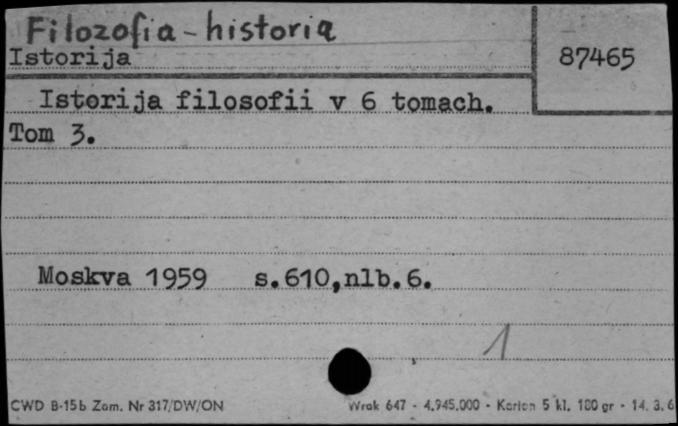 Filozofia - historia
Istorija
87465
Istorija filosofii v 6 tomach.
Tom 3.
Moskva 1959 s.610,nlb.6.
1
CWD B-15b Zam. Nr 317/DW/ON
Wrak 647 - 4.945.000 - Karton 5 kl. 180 gr - 14. 3. 6